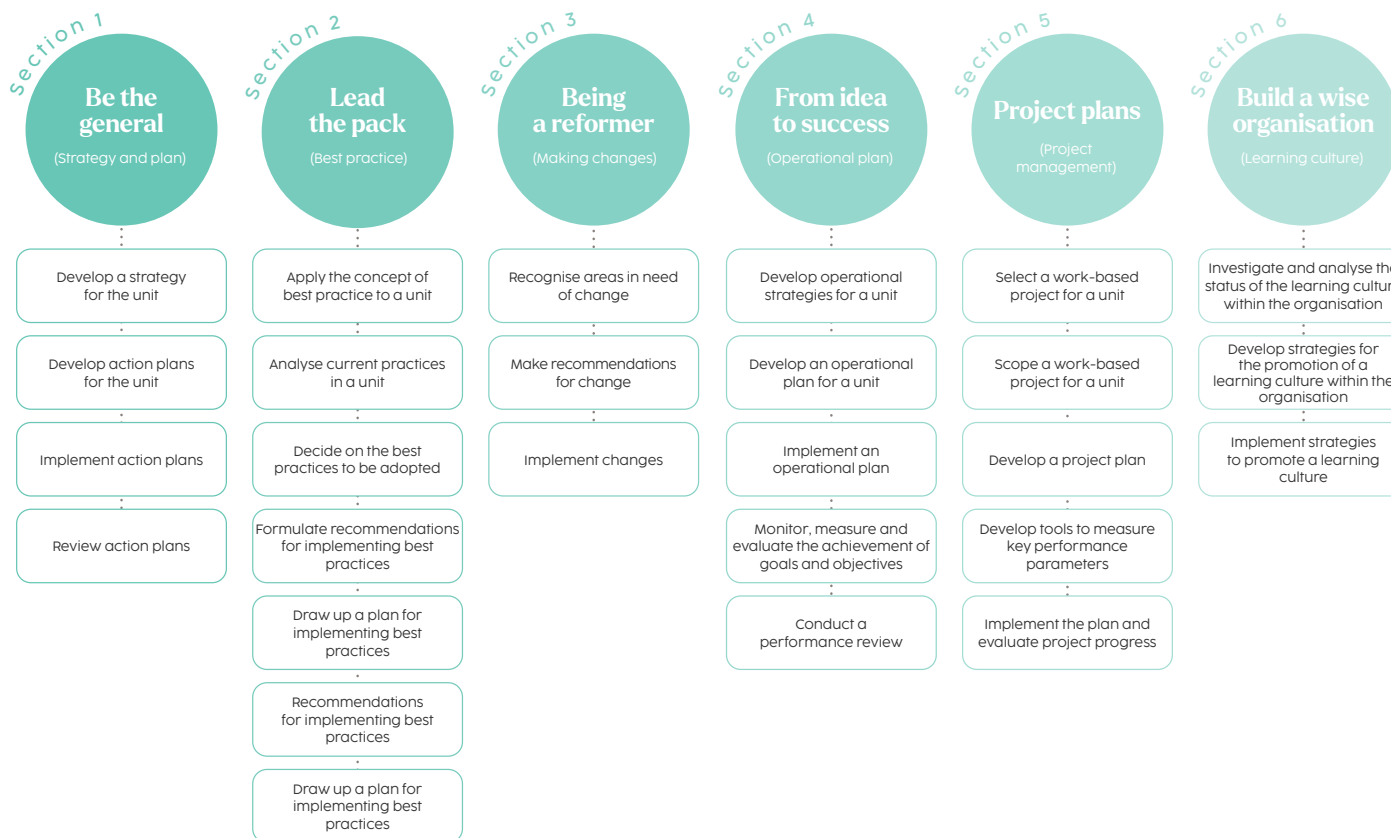 section 1
Be the
general
(Strategy and plan)
Develop a strategy
for the unit
Develop action plans
for the unit
Implement action plans
Review action plans
section 2
Lead
the pack
(Best practice)
Apply the concept of
best practice to a unit
Analyse current practices
in a unit
Decide on the best
practices to be adopted
Formulate recommendations
for implementing best
practices
Draw up a plan for
implementing best
practices
Recommendations
for implementing best
practices
Draw up a plan for
implementing best
practices
section 3
Being
a reformer
(Making changes)
Recognise areas in need
of change
Make recommendations
for change
Implement changes
section 4
From idea
to success
(Operational plan)
Develop operational
strategies for a unit
Develop an operational
plan for a unit
Implement an
operational plan
Monitor, measure and
evaluate the achievement of
goals and objectives
Conduct a
performance review
section 5
Project plans
(Project
management)
Select a work-based
project for a unit
Scope a work-based
project for a unit
Develop a project plan
Develop tools to measure
key performance
parameters
Implement the plan and
evaluate project progress
section 6
Build a wise
organisation
(Learning culture)
Investigate and analyse the
status of the learning culture
within the organisation
Develop strategies for
the promotion of a
learning culture within the
organisation
Implement strategies
to promote a learning
culture